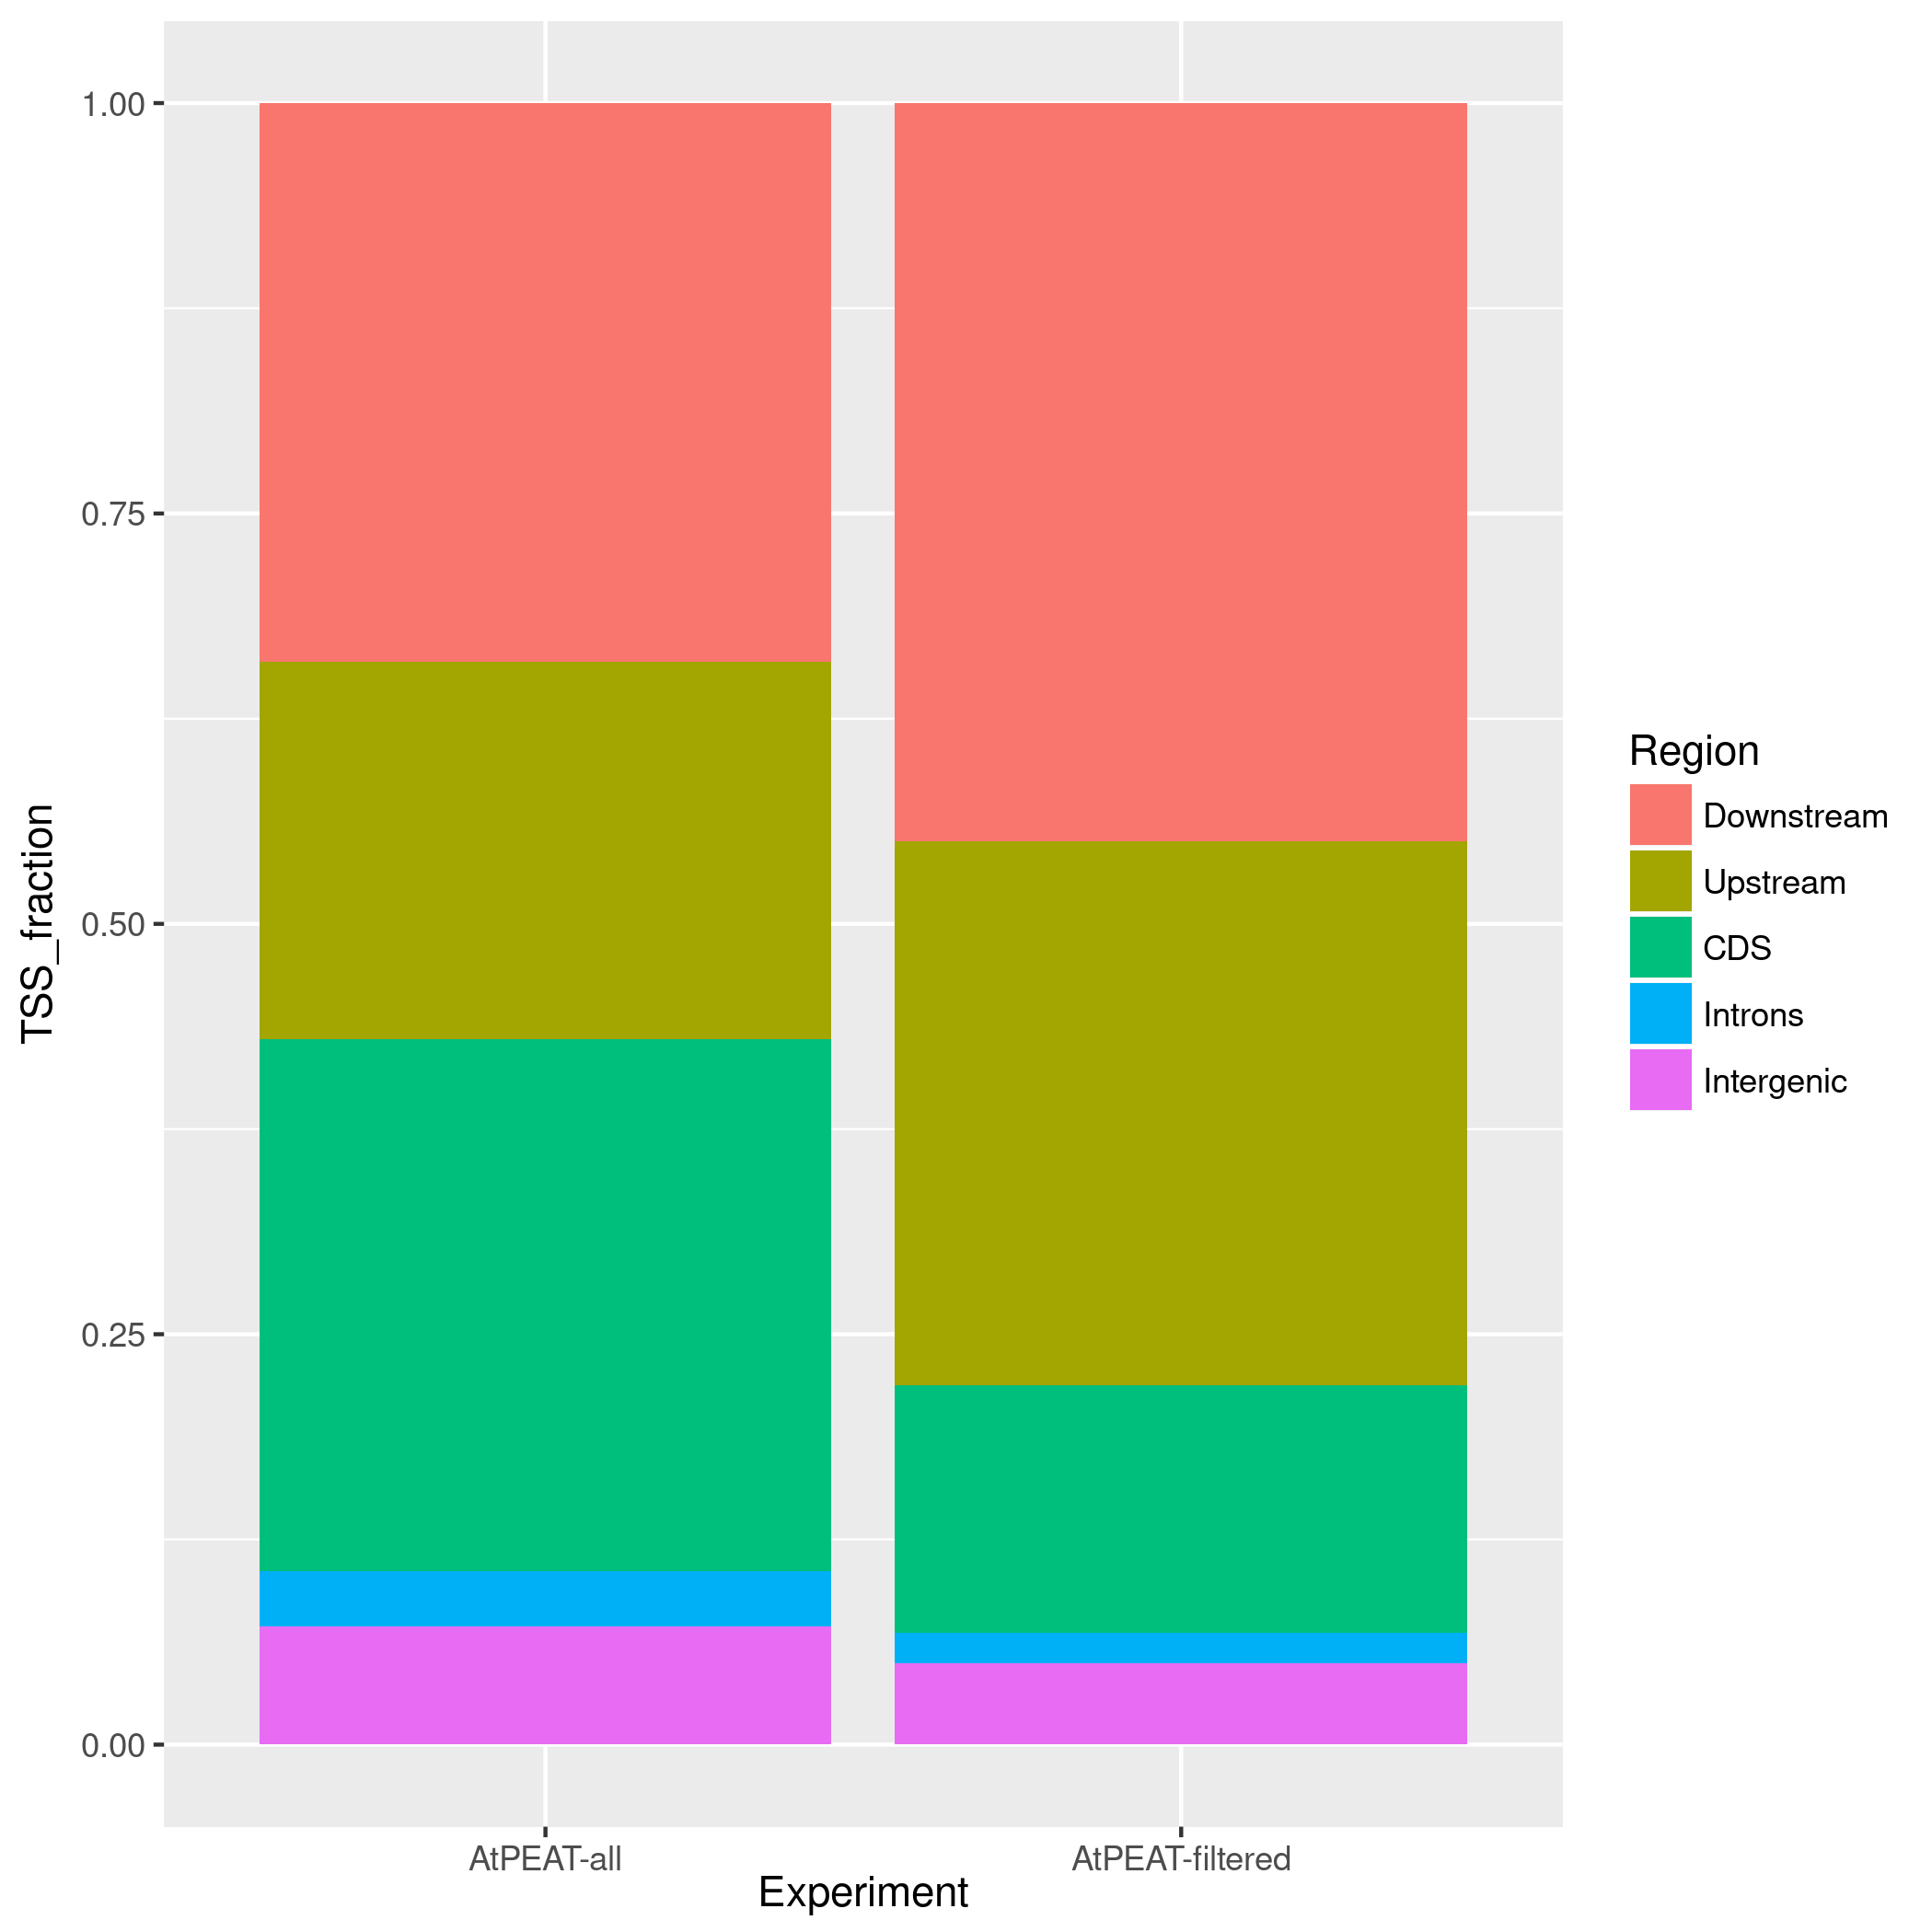 1.00
0.75
0.50
0.25
0.00
TSS_fraction
AtPEAT-all
AtPEAT-filtered
Experiment
Region
Downstream
Upstream
CDS
Introns
Intergenic